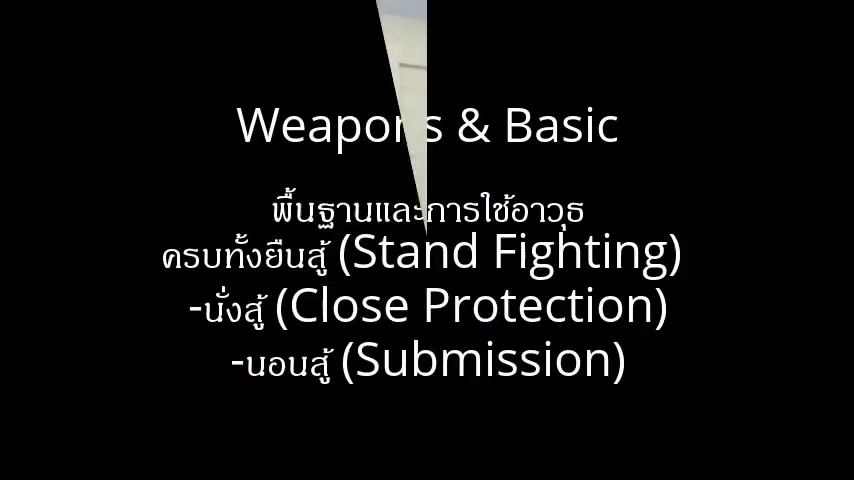 Weapons & Basic
พื้นฐานและการใช้อาวุธ
ครบทั้งยืนสู้ (Stand Fighting)
-นั่งสู้ (Close Protection)
-นอนสู้ (Submission)